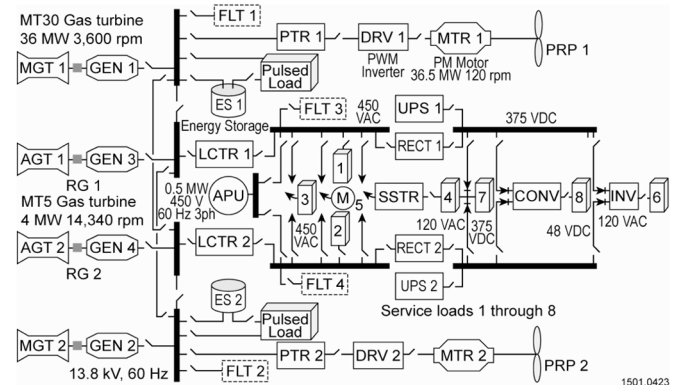 MT30 Gas turbine
36 MW 3,600 rpm
FLT 1
PTR 1
DRV 1
MTR 1
PRP 1
PWM
Inverter
PM Motor
36.5 MW 120 rpm
MGT 1
GEN 1
Pulsed
Load
ES 1
Energy Storage
FLT 3
450
VAC
UPS 1
375 VDC
RECT 1
AGT 1
GEN 3
LCTR 1
RG 1
MT5 Gas turbine
4 MW 14,340 rpm
0.5 MW
450 V
60 Hz 3ph
APU
1
3
M
5
2
450
VAC
SSTR
4
7
5
CONV
8
INV
6
120 VAC
375
VDC
48 VDC
120 VAC
AGT 2
GEN 4
LCTR 2
RG 2
RECT 2
UPS 2
FLT 4
Service loads 1 through 8
ES 2
Pulsed
Load
MGT 2
GEN 2
13.8 kV, 60 Hz
PTR 2
DRV 2
MTR 2
PRP 2
FLT 2
1501.0423